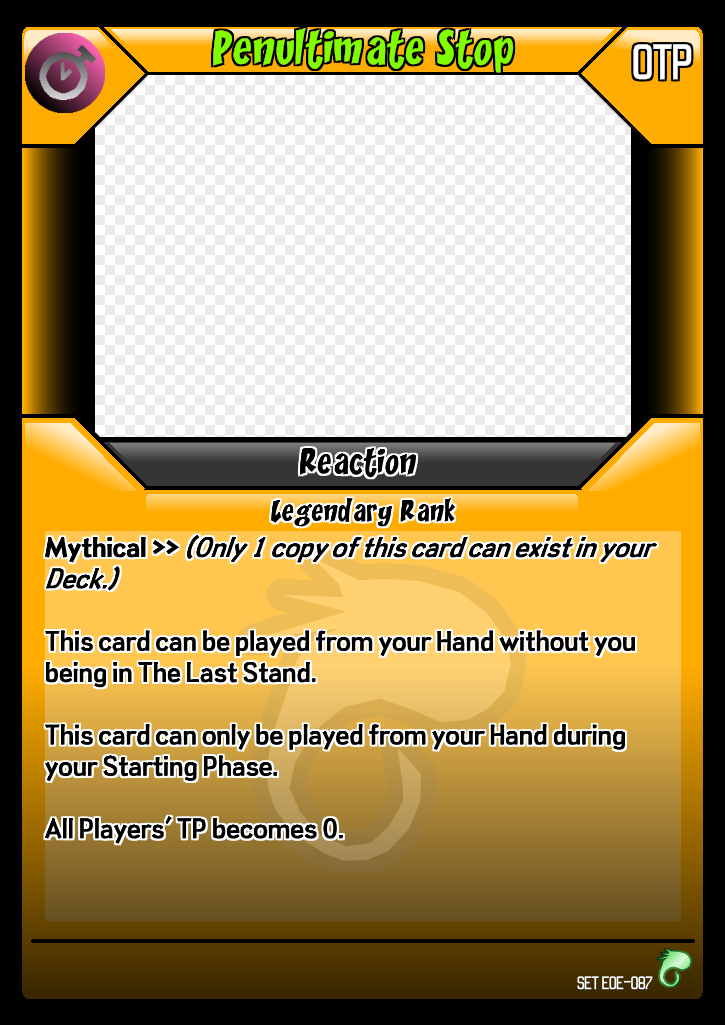 Penultimate Stop
0TP
Reaction
Legendary Rank
Mythical >> (Only 1 copy of this card can exist in your
Deck.)
This card can be played from your Hand without you
being in The Last Stand.
This card can only be played from your Hand during
your Starting Phase.
All Players' TP becomes 0.
SET EOE-087